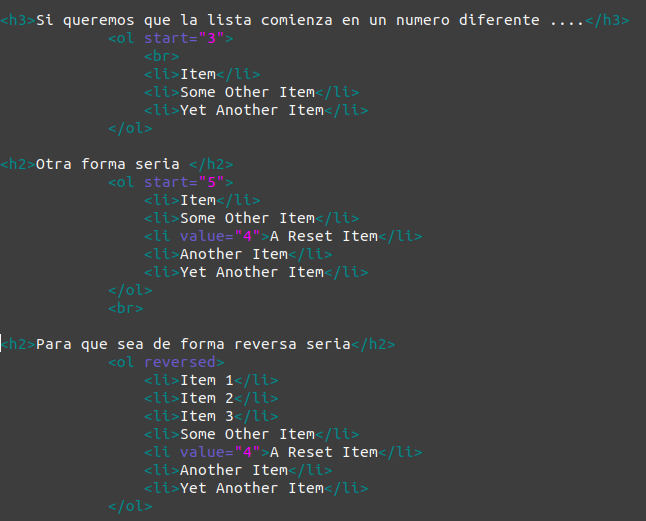 <h3>Si queremos que la lista comienza en un numero diferente ....</h3>
<ol start="3">
<br>
<li>Item</li>
<li>Some Other Item</li>
<li>Yet Another Item</li>
</ol>
<h2>Otra forma seria </h2>
<ol start="5">
<li>Item</li>
<li>Some Other Item</li>
<li value="4">A Reset Item</li>
<li>Another Item</li>
<li>Yet Another Item</li>
</ol>
<br>
<h2>Para que sea de forma reversa seria</h2>
<ol reversed>
<li>Item 1</li>
<li>Item 2</li>
<li>Item 3</li>
<li>Some Other Item</li>
<li value="4">A Reset Item</li>
<li>Another Item</li>
<li>Yet Another Item</li>
</ol>